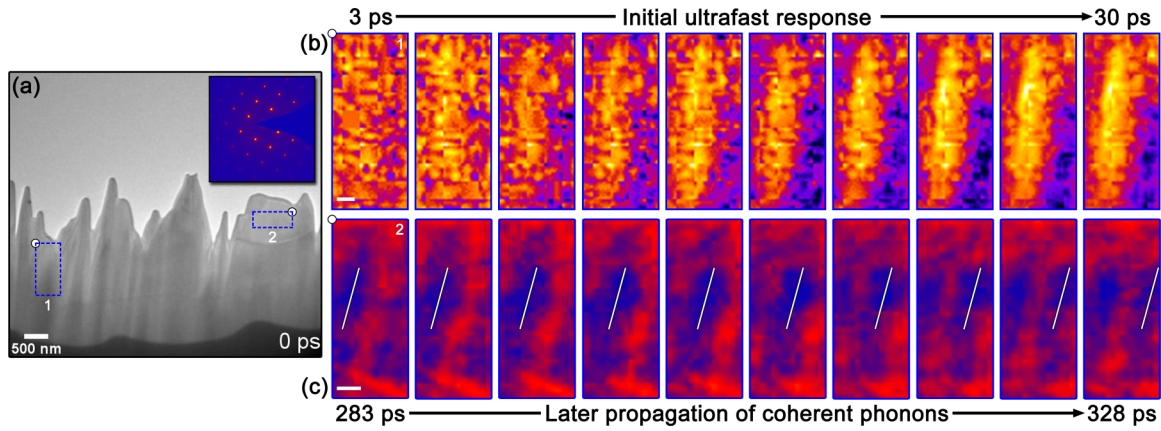 3 ps Initial ultrafast response 30 ps
(a)
(b)
1
1
2
500 nm
0 ps
2
(c)
283 ps Later propagation of coherent phonons 328 ps